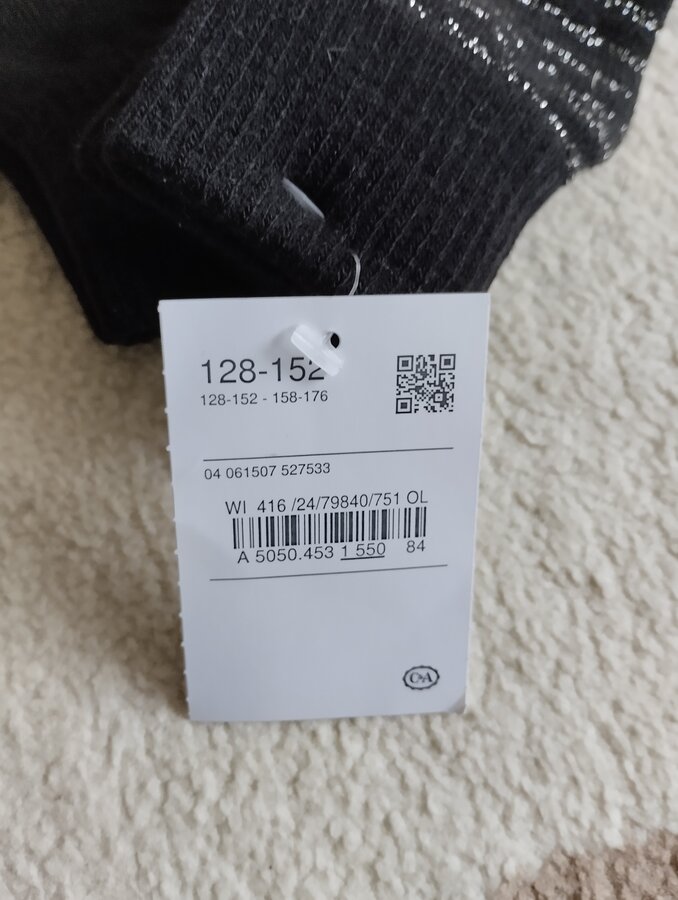 128-152
128-152 - 158-176
04 061507 527533
WI 416 /24/79840/751 OL
A 5050.453 1 550 84
C&A